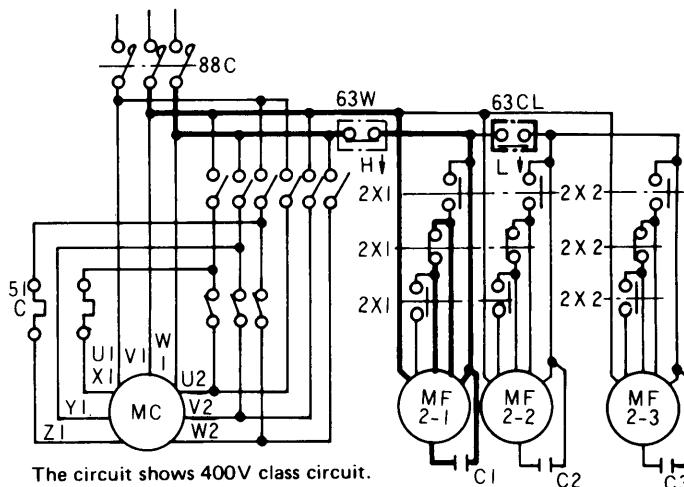 88C
63W
63CL
H
L
2X1
2X2
2X1
2X2
2X1
2X2
51
C
U1
X1
V1
W
1
U2
Y1
V2
Z1
W2
MC
MF
2-1
MF
2-2
MF
2-3
C1
C2
C3
The circuit shows 400V class circuit.